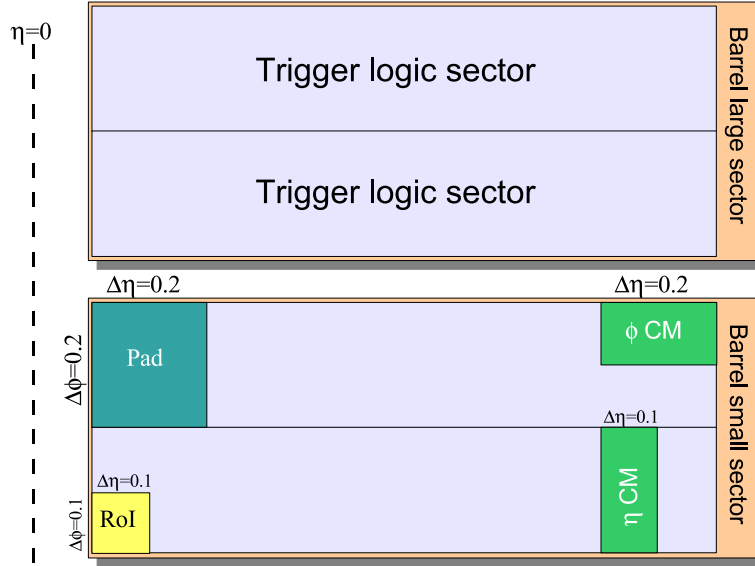 η=0
Trigger logic sector
Trigger logic sector
Barrel large sector
Δη=0.2
Δη=0.2
Δϕ=0.2
Pad
ϕ CM
Barrel small sector
Δη=0.1
Δη=0.1
Δϕ=0.1
RoI
η CM